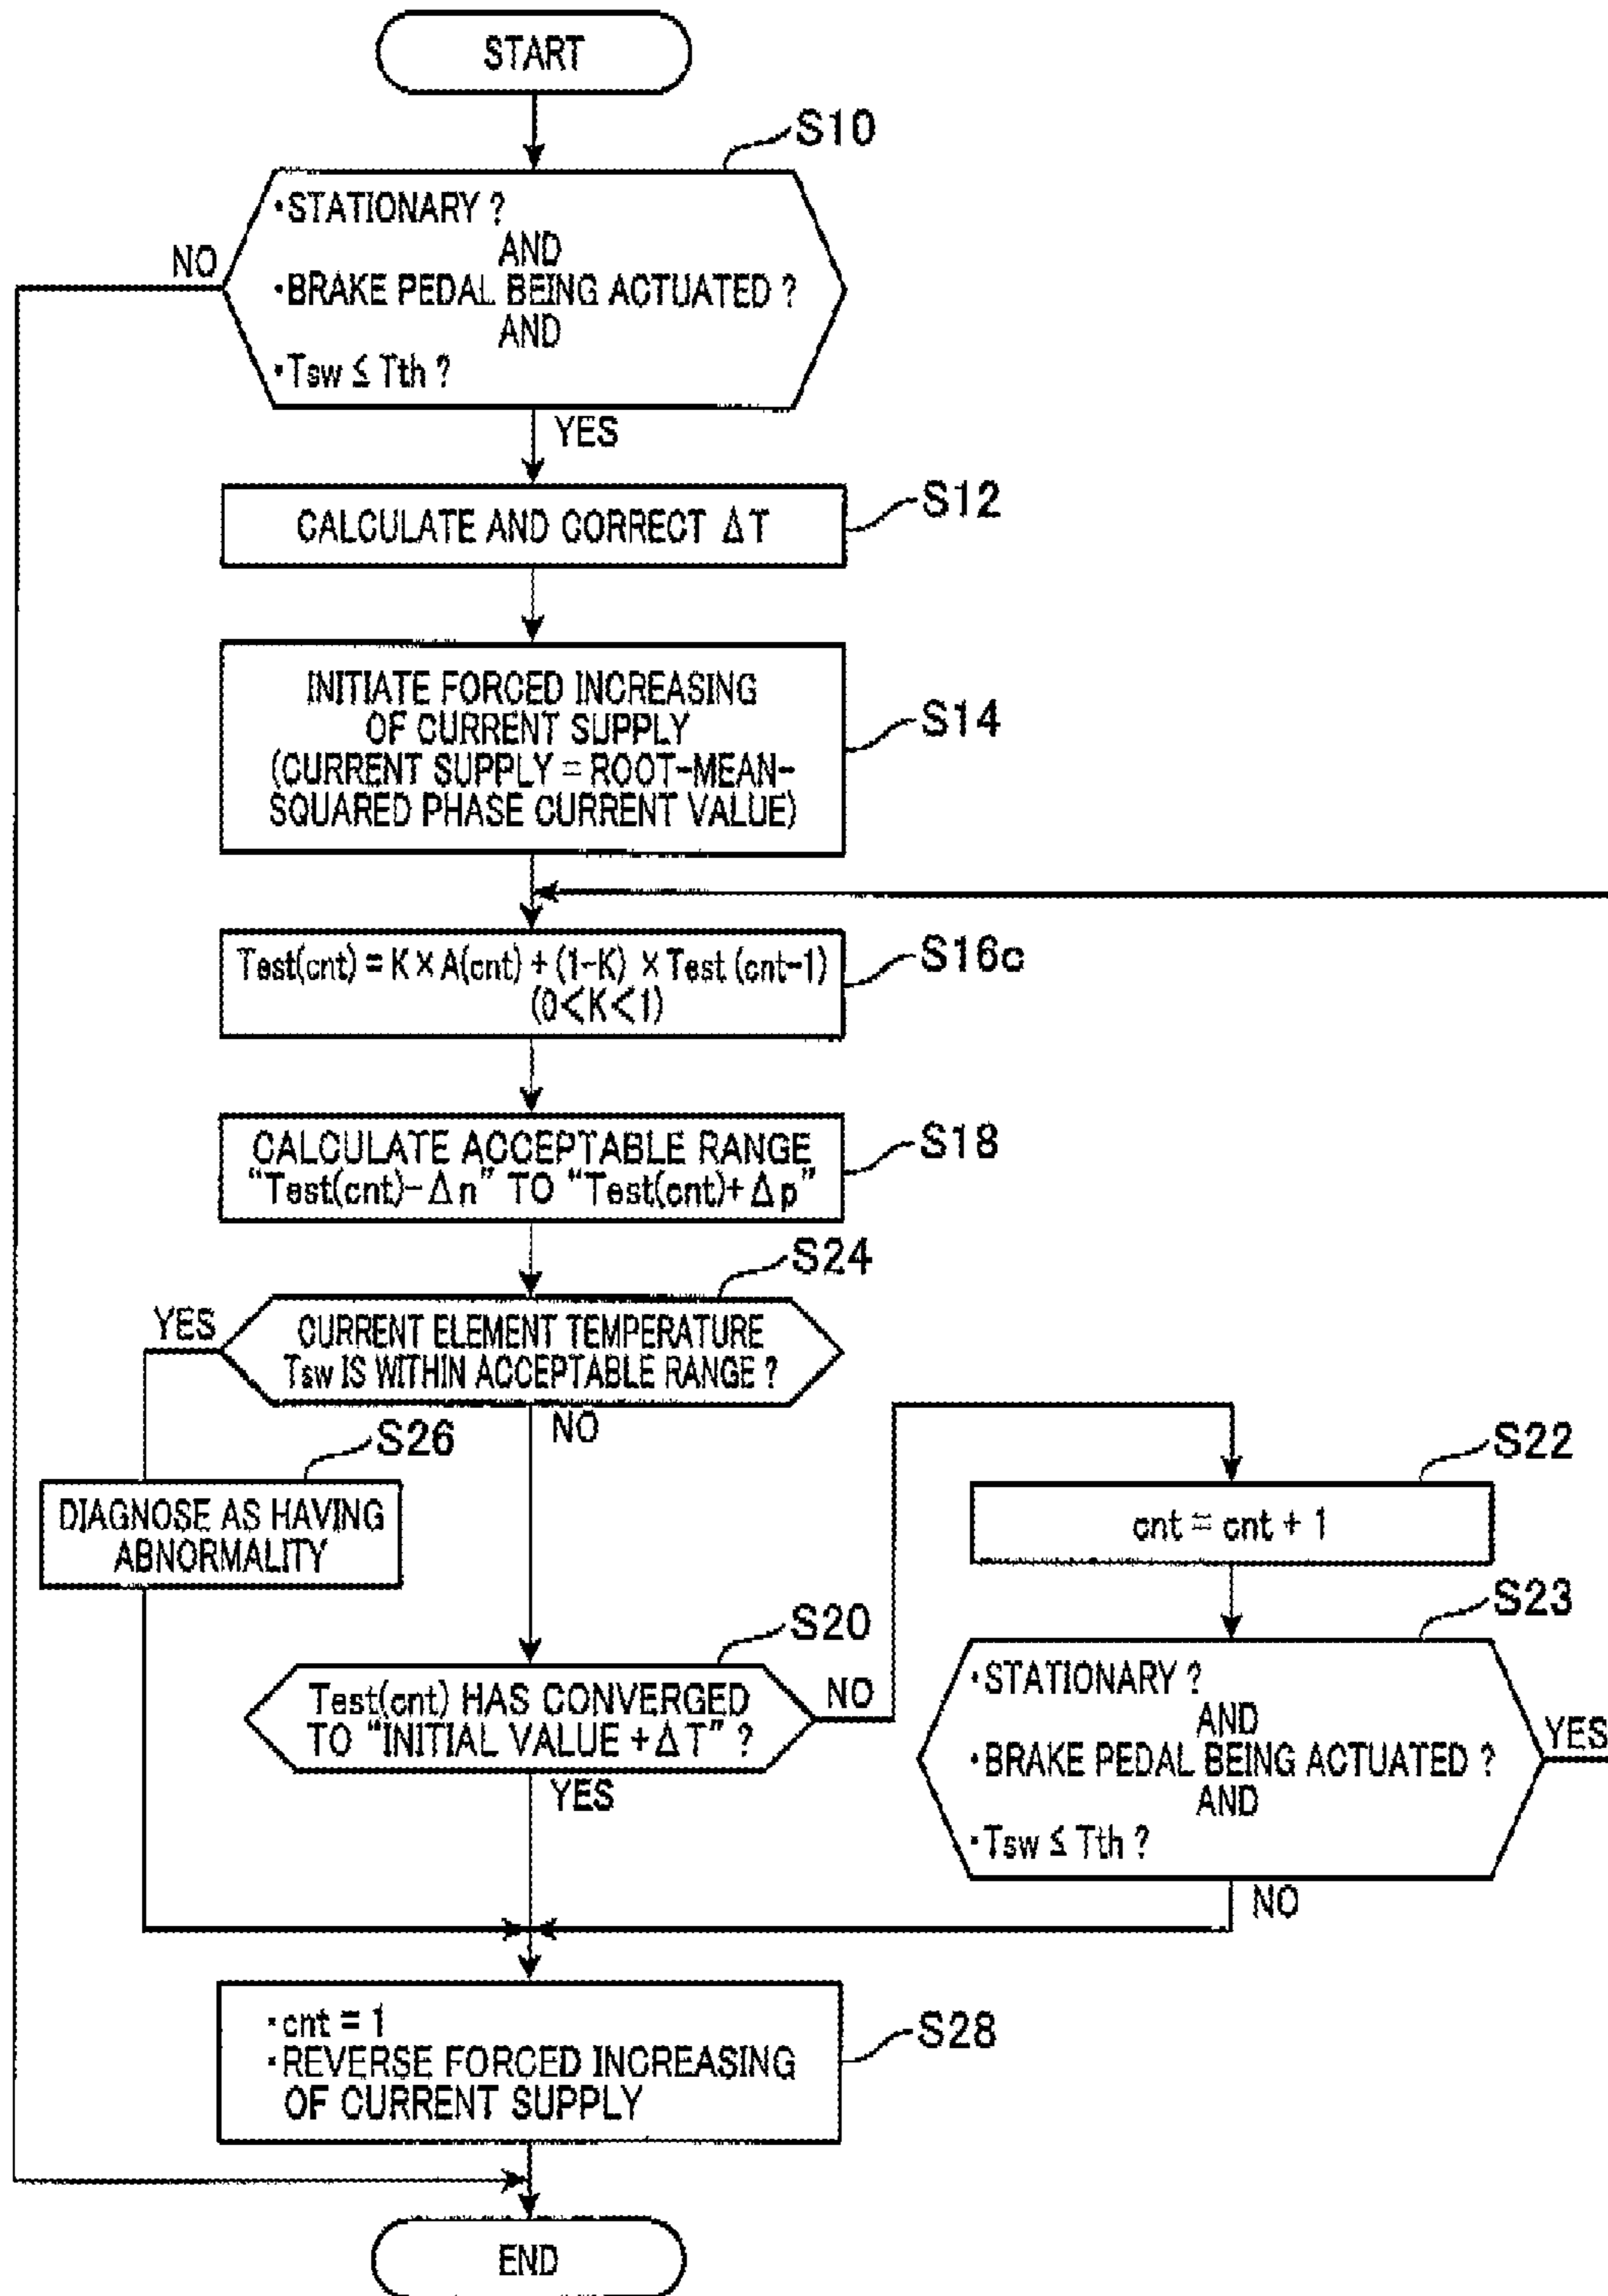 START
S10
・STATIONARY ?
AND
NO
・BRAKE PEDAL BEING ACTUATED ?
AND
・Tsw ≤ Tth ?
YES
CALCULATE AND CORRECT ΔT
S12
INITIATE FORCED INCREASING
OF CURRENT SUPPLY
(CURRENT SUPPLY = ROOT-MEAN-
SQUARED PHASE CURRENT VALUE)
S14
Test(cnt) = K × A(cnt) + (1-K) × Test (cnt-1)
(0<K<1)
S16c
CALCULATE ACCEPTABLE RANGE
“Test(cnt)-Δn” TO “Test(cnt)+Δp”
S18
S24
YES
CURRENT ELEMENT TEMPERATURE
Tsw IS WITHIN ACCEPTABLE RANGE ?
NO
S26
DIAGNOSE AS HAVING
ABNORMALITY
S22
cnt = cnt + 1
S20
Test(cnt) HAS CONVERGED
TO “INITIAL VALUE +ΔT” ?
NO
YES
S23
・STATIONARY ?
AND
・BRAKE PEDAL BEING ACTUATED ?
YES
AND
・Tsw ≤ Tth ?
NO
・cnt = 1
・REVERSE FORCED INCREASING
OF CURRENT SUPPLY
S28
END